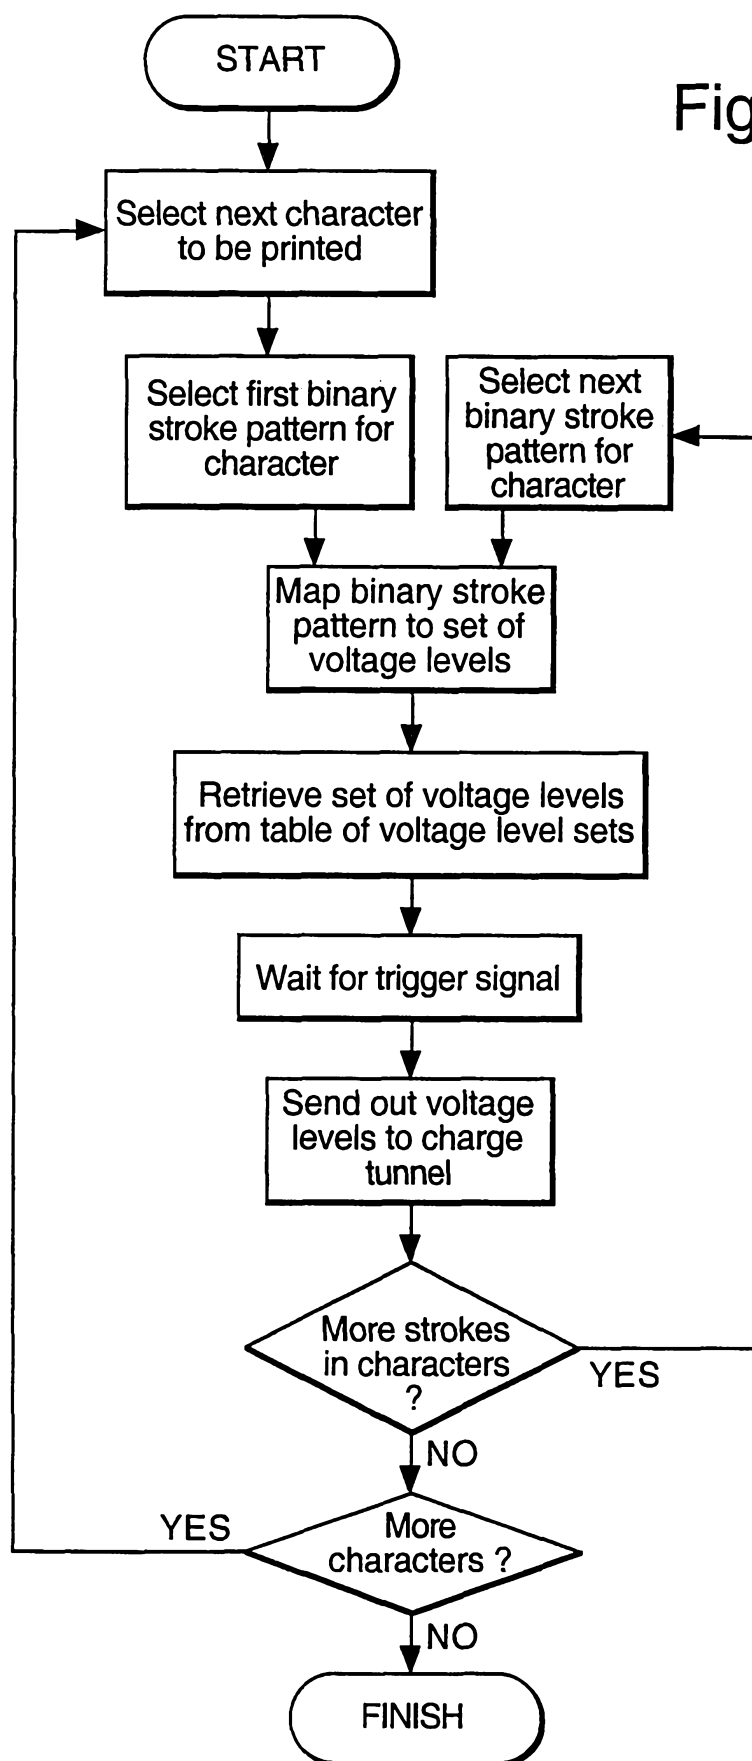 START
Fig
Select next character
to be printed
Select first binary
stroke pattern for
character
Select next
binary stroke
pattern for
character
Map binary stroke
pattern to set of
voltage levels
Retrieve set of voltage levels
from table of voltage level sets
Wait for trigger signal
Send out voltage
levels to charge
tunnel
More strokes
in characters
?
YES
NO
YES
More
characters ?
NO
FINISH